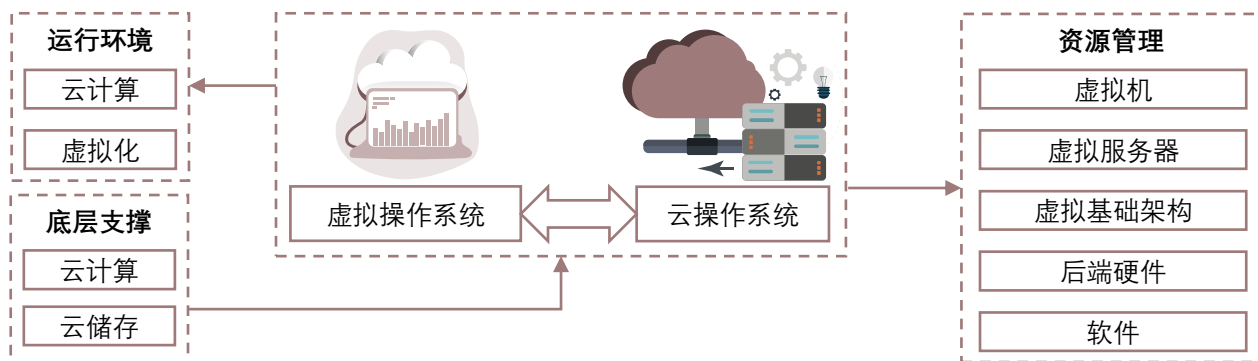 运行环境
云计算
虚拟化
底层支撑
云计算
云储存
虚拟操作系统
云操作系统
资源管理
虚拟机
虚拟服务器
虚拟基础架构
后端硬件
软件